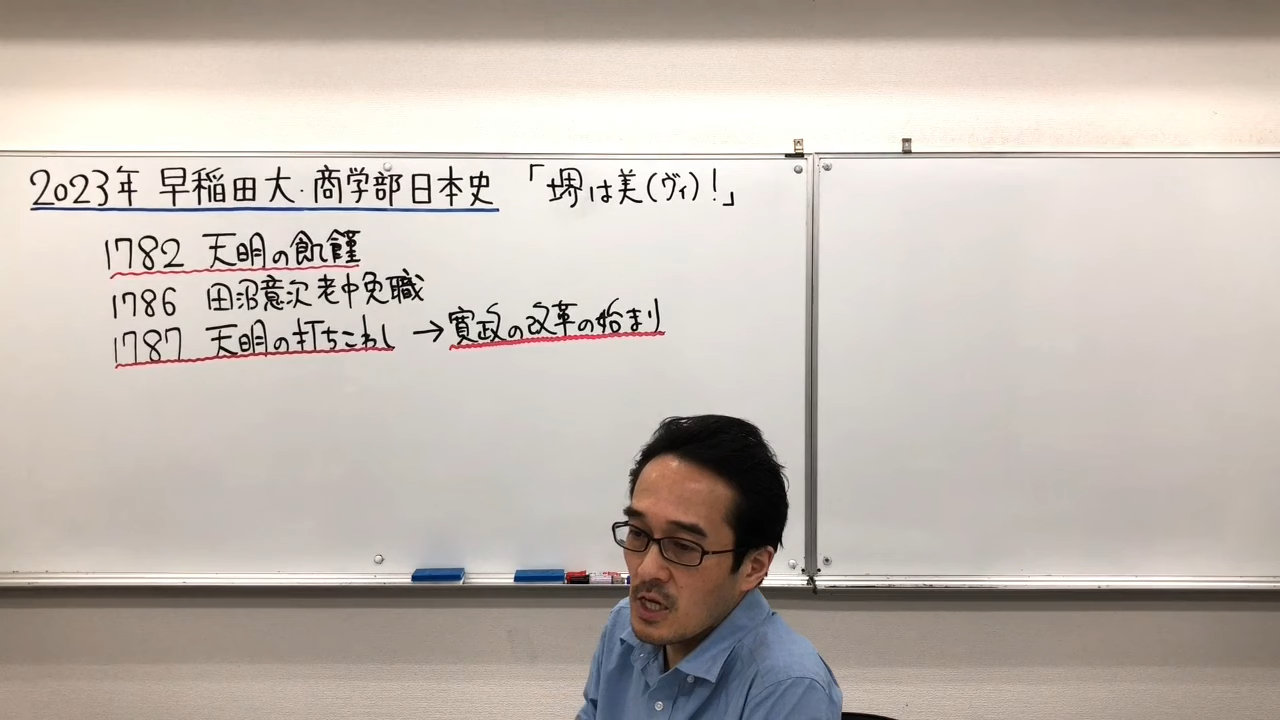 2023年 早稲田大・商学部日本史 「堺は美(ヴィ)!」
1782 天明の飢饉
1786 田沼意次老中免職
1787 天明の打ちこわし → 寛政の改革の始まり